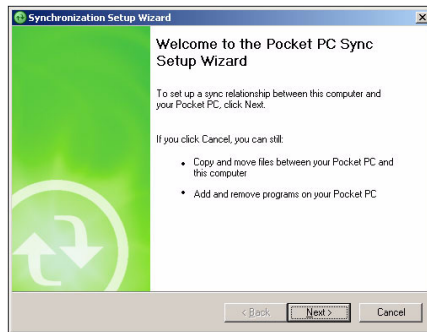 Synchronization Setup Wizard
Welcome to the Pocket PC Sync
Setup Wizard
To set up a sync relationship between this computer and
your Pocket PC, click Next.
If you click Cancel, you can still:
• Copy and move files between your Pocket PC and
this computer
• Add and remove programs on your Pocket PC
< Back Next > Cancel